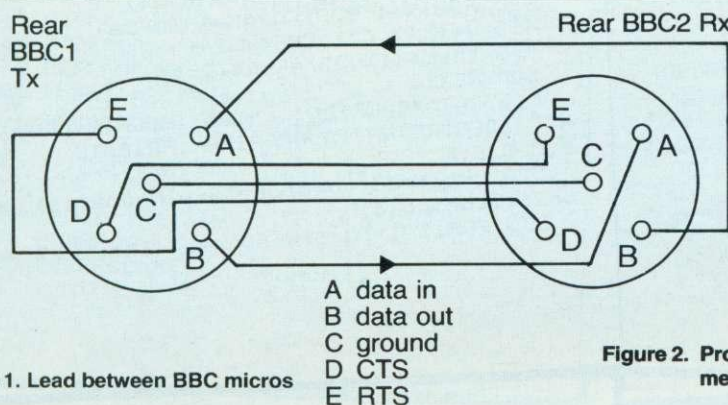 Rear
BBC1
Tx
Rear BBC2 Rx
E
A
D
C
B
E
A
C
D
B
A data in
B data out
C ground
D CTS
E RTS
1. Lead between BBC micros
Figure 2. Pro
me